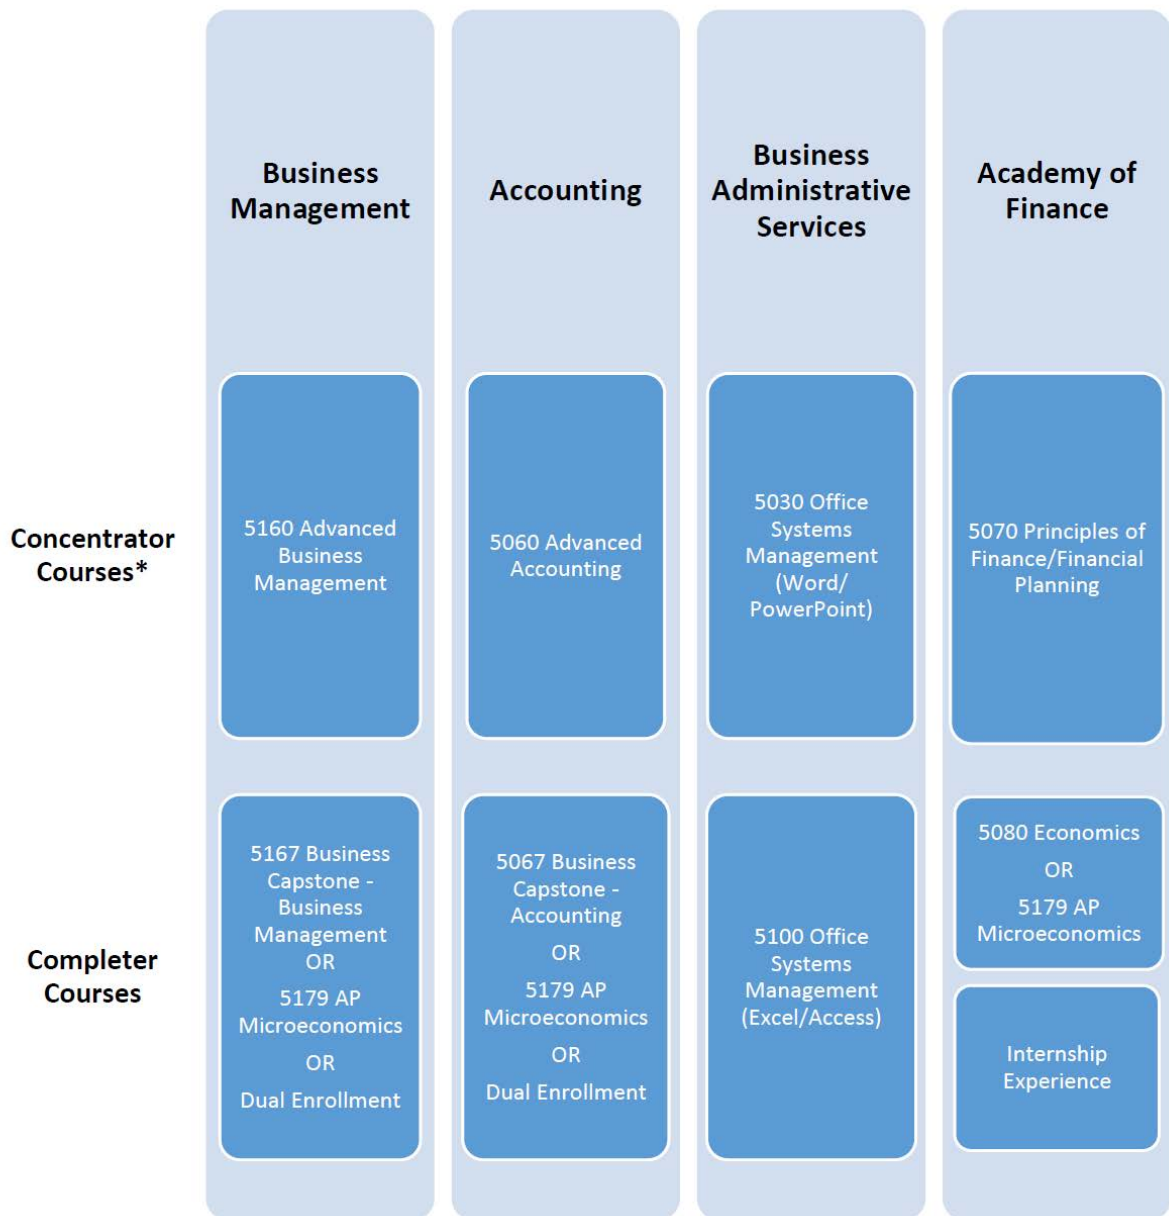 Business
Management
Accounting
Business
Administrative
Services
Academy of
Finance
Concentrator
Courses*
5160 Advanced
Business
Management
5060 Advanced
Accounting
5030 Office
Systems
Management
(Word/
PowerPoint)
5070 Principles of
Finance/Financial
Planning
Completer
Courses
5167 Business
Capstone -
Business
Management
OR
5179 AP
Microeconomics
OR
Dual Enrollment
5067 Business
Capstone -
Accounting
OR
5179 AP
Microeconomics
OR
Dual Enrollment
5100 Office
Systems
Management
(Excel/Access)
5080 Economics
OR
5179 AP
Microeconomics
Internship
Experience